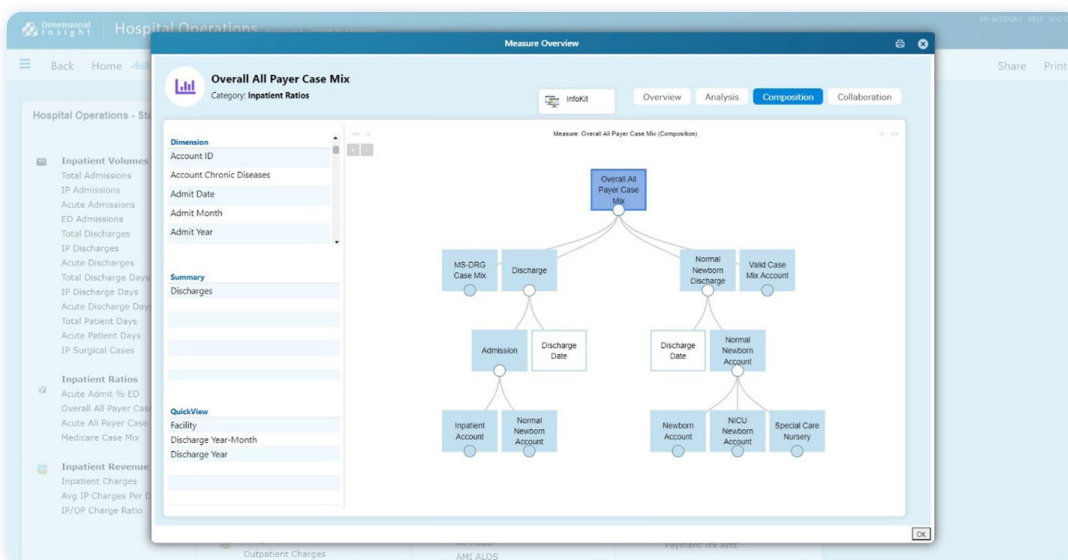 Dimensional
Insight
Hospital Operations
MY ACCOUNT HELP LOG
Back Home
Share Print
Hospital Operations - Sta
Inpatient Volumes
Total Admissions
IP Admissions
Acute Admissions
ED Admissions
Total Discharges
IP Discharges
Acute Discharges
Total Discharge Days
IP Discharge Days
Acute Discharge Day
Total Patient Days
Acute Patient Days
IP Surgical Cases
Inpatient Ratios
Acute Admit % ED
Overall All Payer Cas
Acute All Payer Case
Medicare Case Mix
Inpatient Revenue
Inpatient Charges
Avg IP Charges Per D
IP/OP Charge Ratio
Outpatient Charges
AMI ALOS
Payment Trx Amt
Measure Overview
Overall All Payer Case Mix
Category: Inpatient Ratios
InfoKit
Overview Analysis Composition Collaboration
Dimension
Account ID
Account Chronic Diseases
Admit Date
Admit Month
Admit Year
Summary
Discharges
QuickView
Facility
Discharge Year-Month
Discharge Year
Measure: Overall All Payer Case Mix (Composition)
+ -
Overall All
Payer Case
Mix
MS-DRG
Case Mix
Discharge
Normal
Newborn
Discharge
Valid Case
Mix Account
Admission
Discharge
Date
Discharge
Date
Normal
Newborn
Account
Inpatient
Account
Normal
Newborn
Account
Newborn
Account
NICU
Newborn
Account
Special Care
Nursery
OK